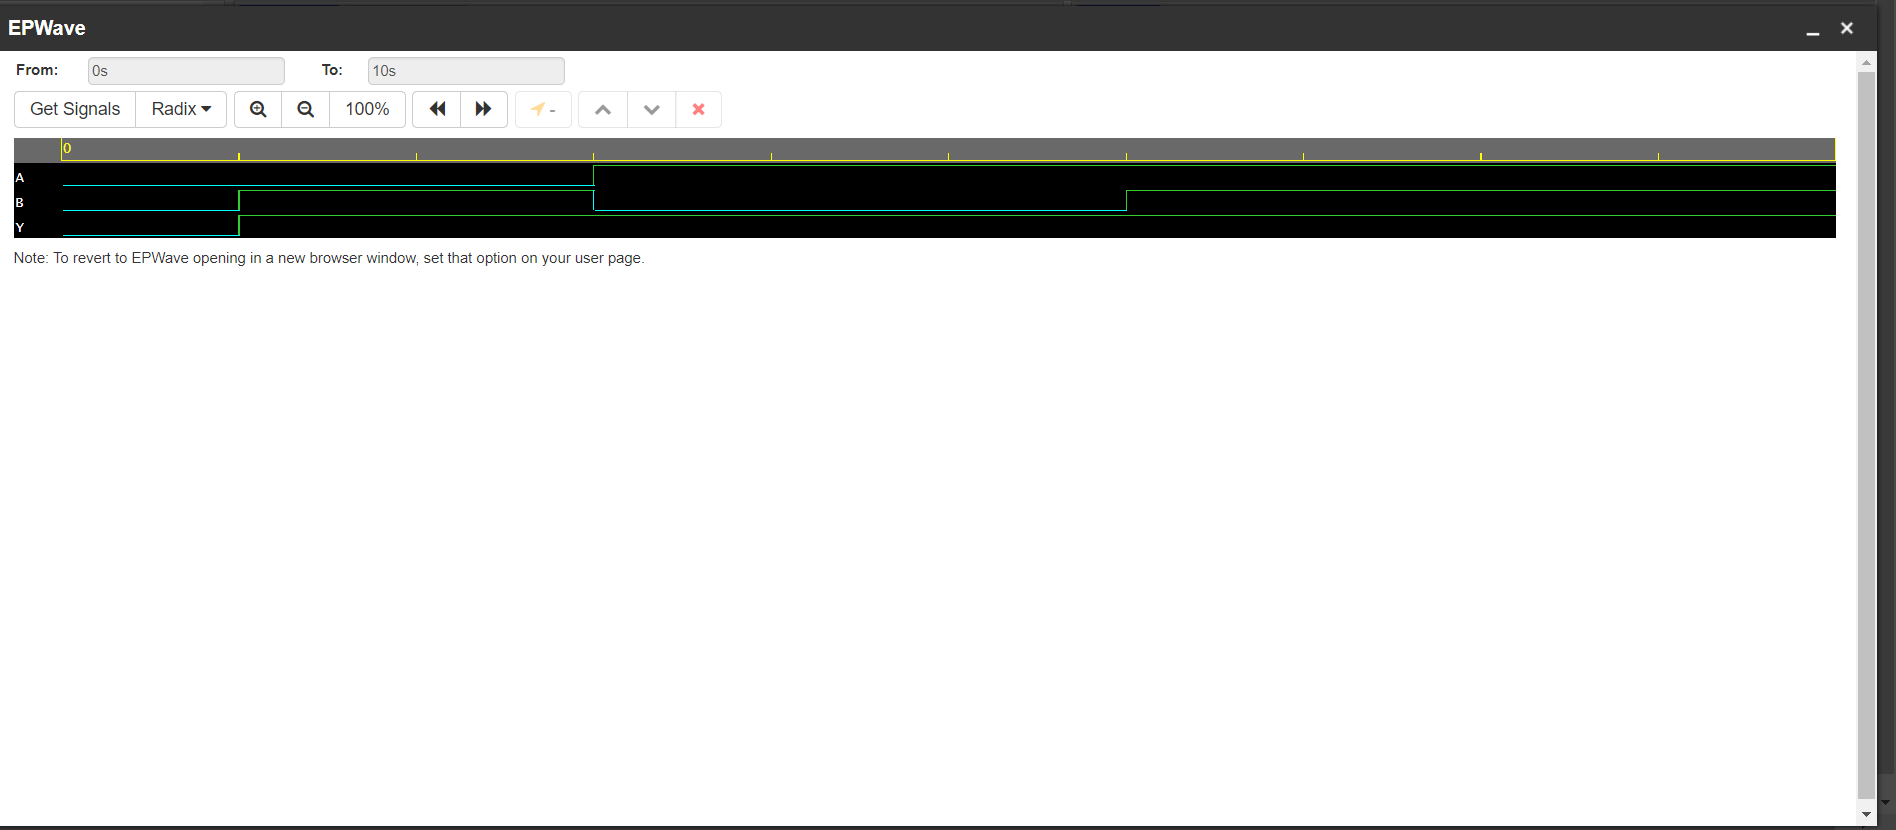 EPWave
From: 0s To: 10s
Get Signals Radix 100% -
0
A
B
Y
Note: To revert to EPWave opening in a new browser window, set that option on your user page.